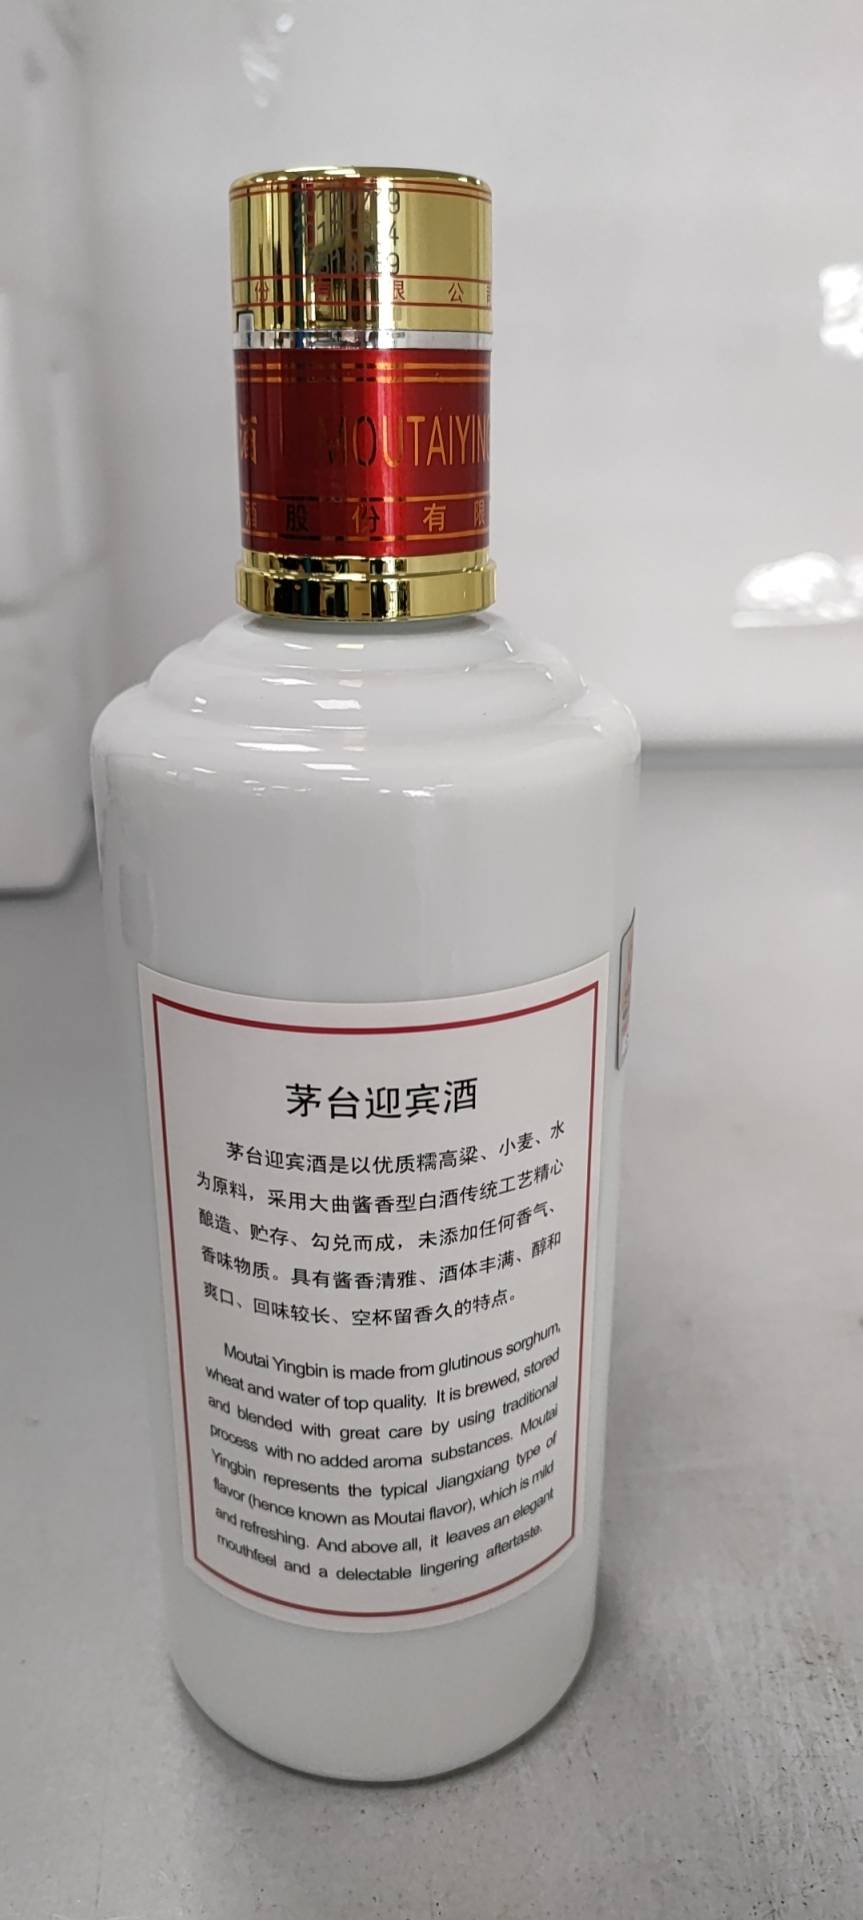 份有限公司
酒 MOUTAIYING
酒股份有限
茅台迎宾酒
茅台迎宾酒是以优质糯高粱、小麦、水
为原料，采用大曲酱香型白酒传统工艺精心
酿造、贮存、勾兑而成，未添加任何香气、
香味物质。具有酱香清雅、酒体丰满、醇和
爽口、回味较长、空杯留香久的特点。
Moutai Yingbin is made from glutinous sorghum,
wheat and water of top quality. It is brewed, stored
and blended with great care by using traditional
process with no added aroma substances. Moutai
Yingbin represents the typical Jiangxiang type of
flavor (hence known as Moutai flavor), which is mild
and refreshing. And above all, it leaves an elegant
mouthfeel and a delectable lingering aftertaste.